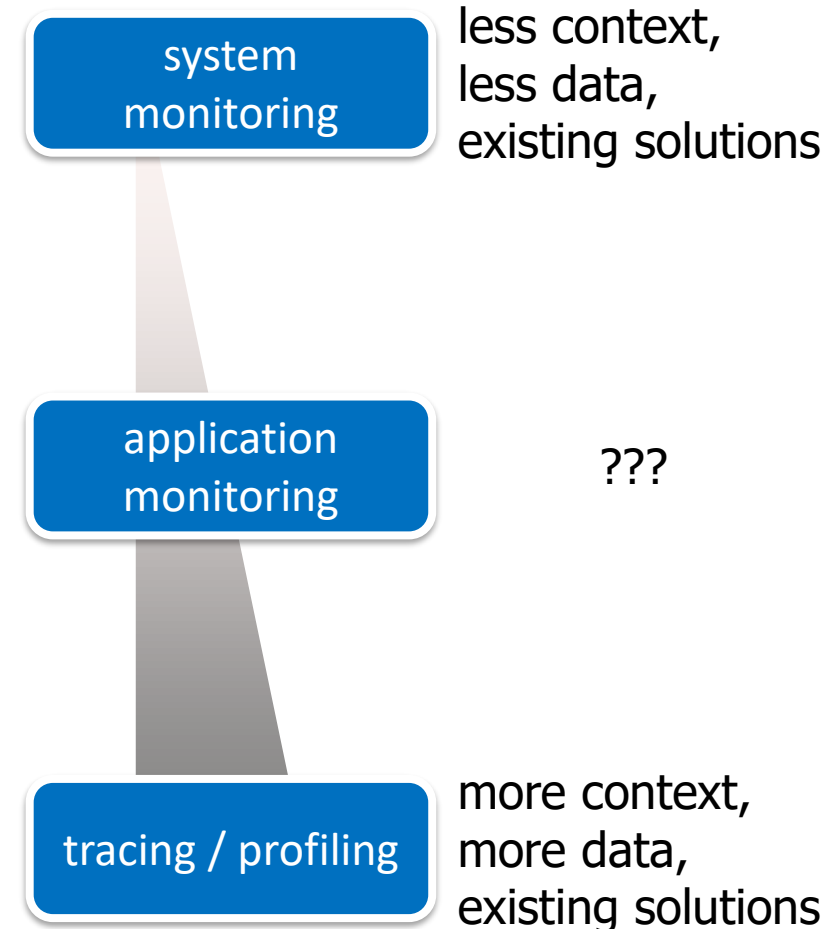 system
monitoring
less context,
less data,
existing solutions
application
monitoring
???
tracing / profiling
more context,
more data,
existing solutions